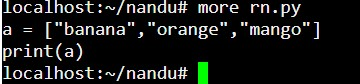 localhost:~/nandu# more rn.py
a = ["banana","orange","mango"]
print(a)
localhost:~/nandu#